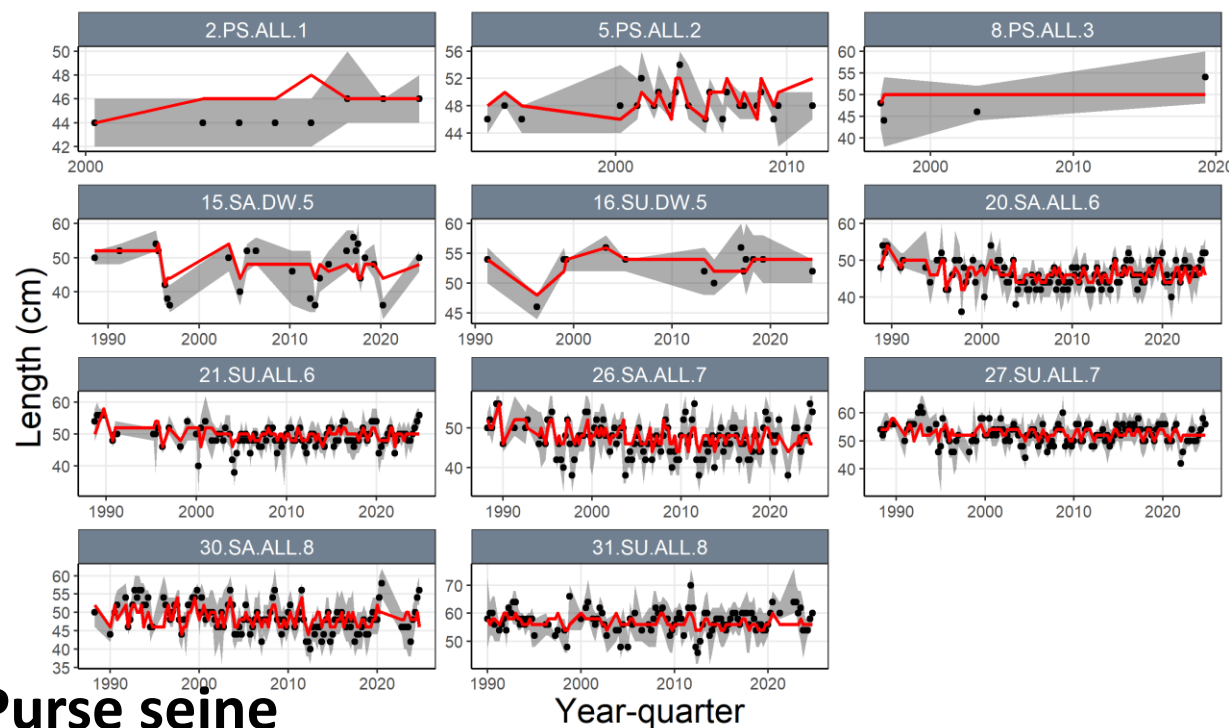 2.PS.ALL.1 5.PS.ALL.2 8.PS.ALL.3
50 48 46 44 42
2000
56 52 48 44
2000 2010
60 55 50 45 40
2000 2010 2020
15.SA.DW.5 16.SU.DW.5 20.SA.ALL.6
60 50 40
1990 2000 2010 2020
60 55 50 45
1990 2000 2010 2020
60 50 40
1990 2000 2010 2020
Length (cm)
21.SU.ALL.6 26.SA.ALL.7 27.SU.ALL.7
60 50 40
1990 2000 2010 2020
50 40
1990 2000 2010 2020
60 50 40
1990 2000 2010 2020
30.SA.ALL.8 31.SU.ALL.8
60 55 50 45 40 35
1990 2000 2010 2020
70 60 50
1990 2000 2010 2020
Purse seine
Year-quarter